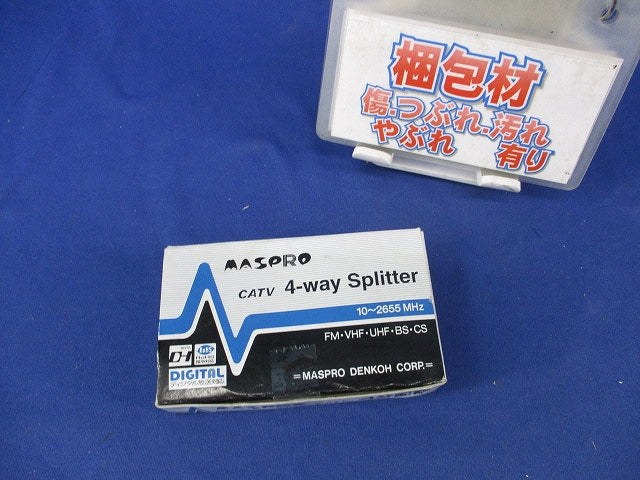 梱包材
傷.つぶれ.汚れ
やぶれ 有り
MASPRO
CATV 4-way Splitter
10～2655 MHz
FM・VHF・UHF・BS・CS
DIGITAL
=MASPRO DENKOH CORP.=